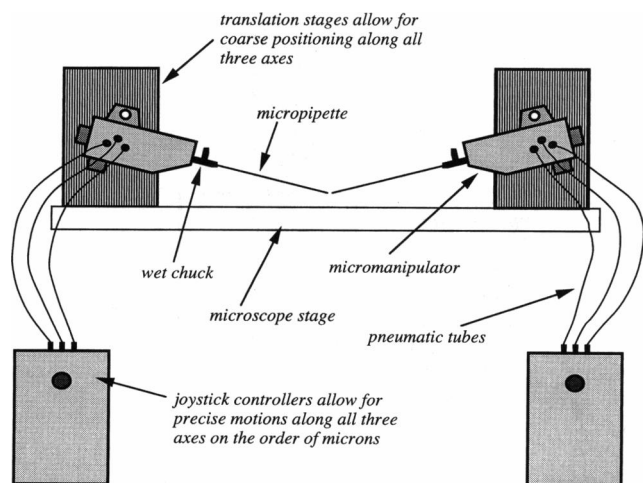 translation stages allow for
coarse positioning along all
three axes
micropipette
wet chuck
micromanipulator
microscope stage
pneumatic tubes
joystick controllers allow for
precise motions along all three
axes on the order of microns